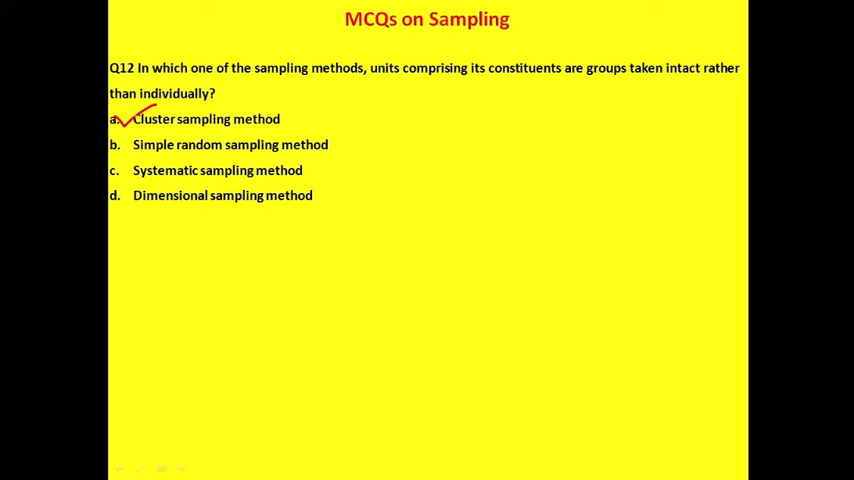 MCQs on Sampling
Q12 In which one of the sampling methods, units comprising its constituents are groups taken intact rather
than individually?
a. Cluster sampling method
b. Simple random sampling method
c. Systematic sampling method
d. Dimensional sampling method